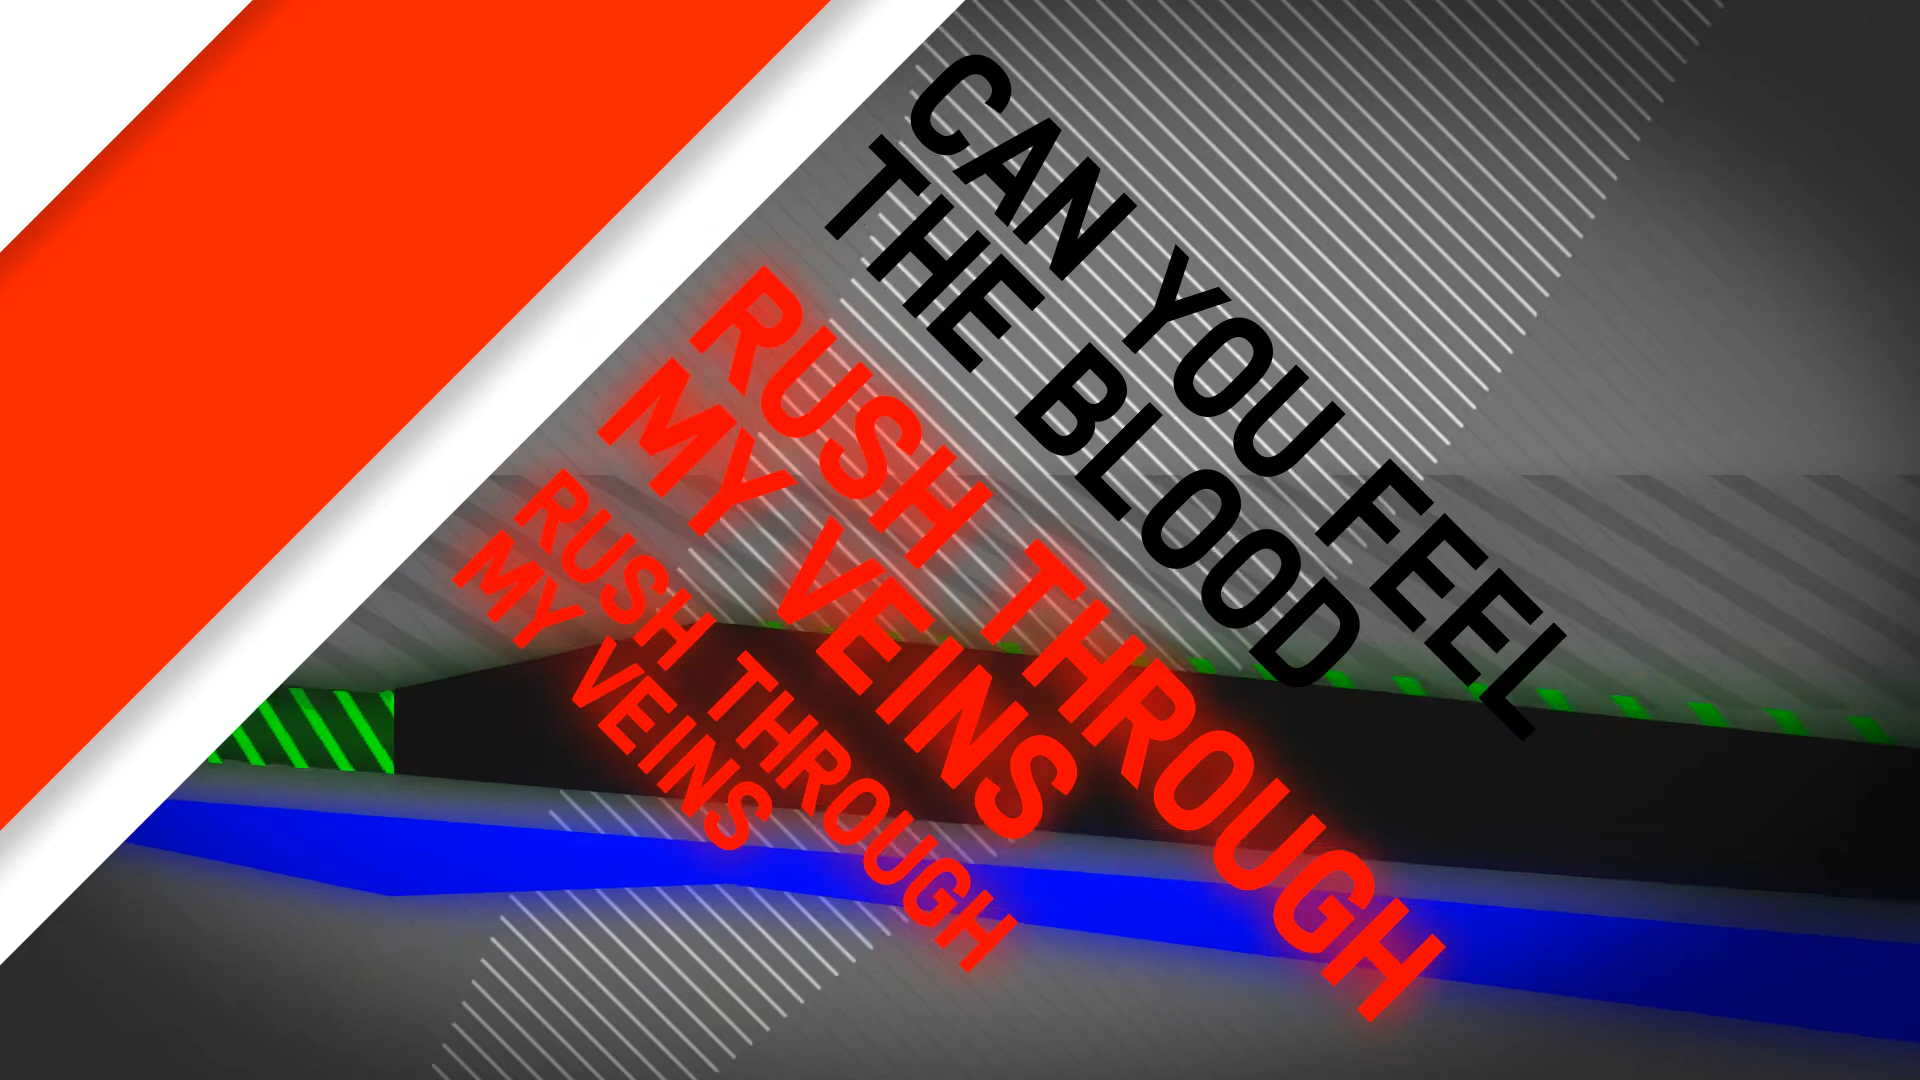 CAN YOU FEEL
THE BLOOD
RUSH THROUGH
MY VEINS
RUSH THROUGH
MY VEINS